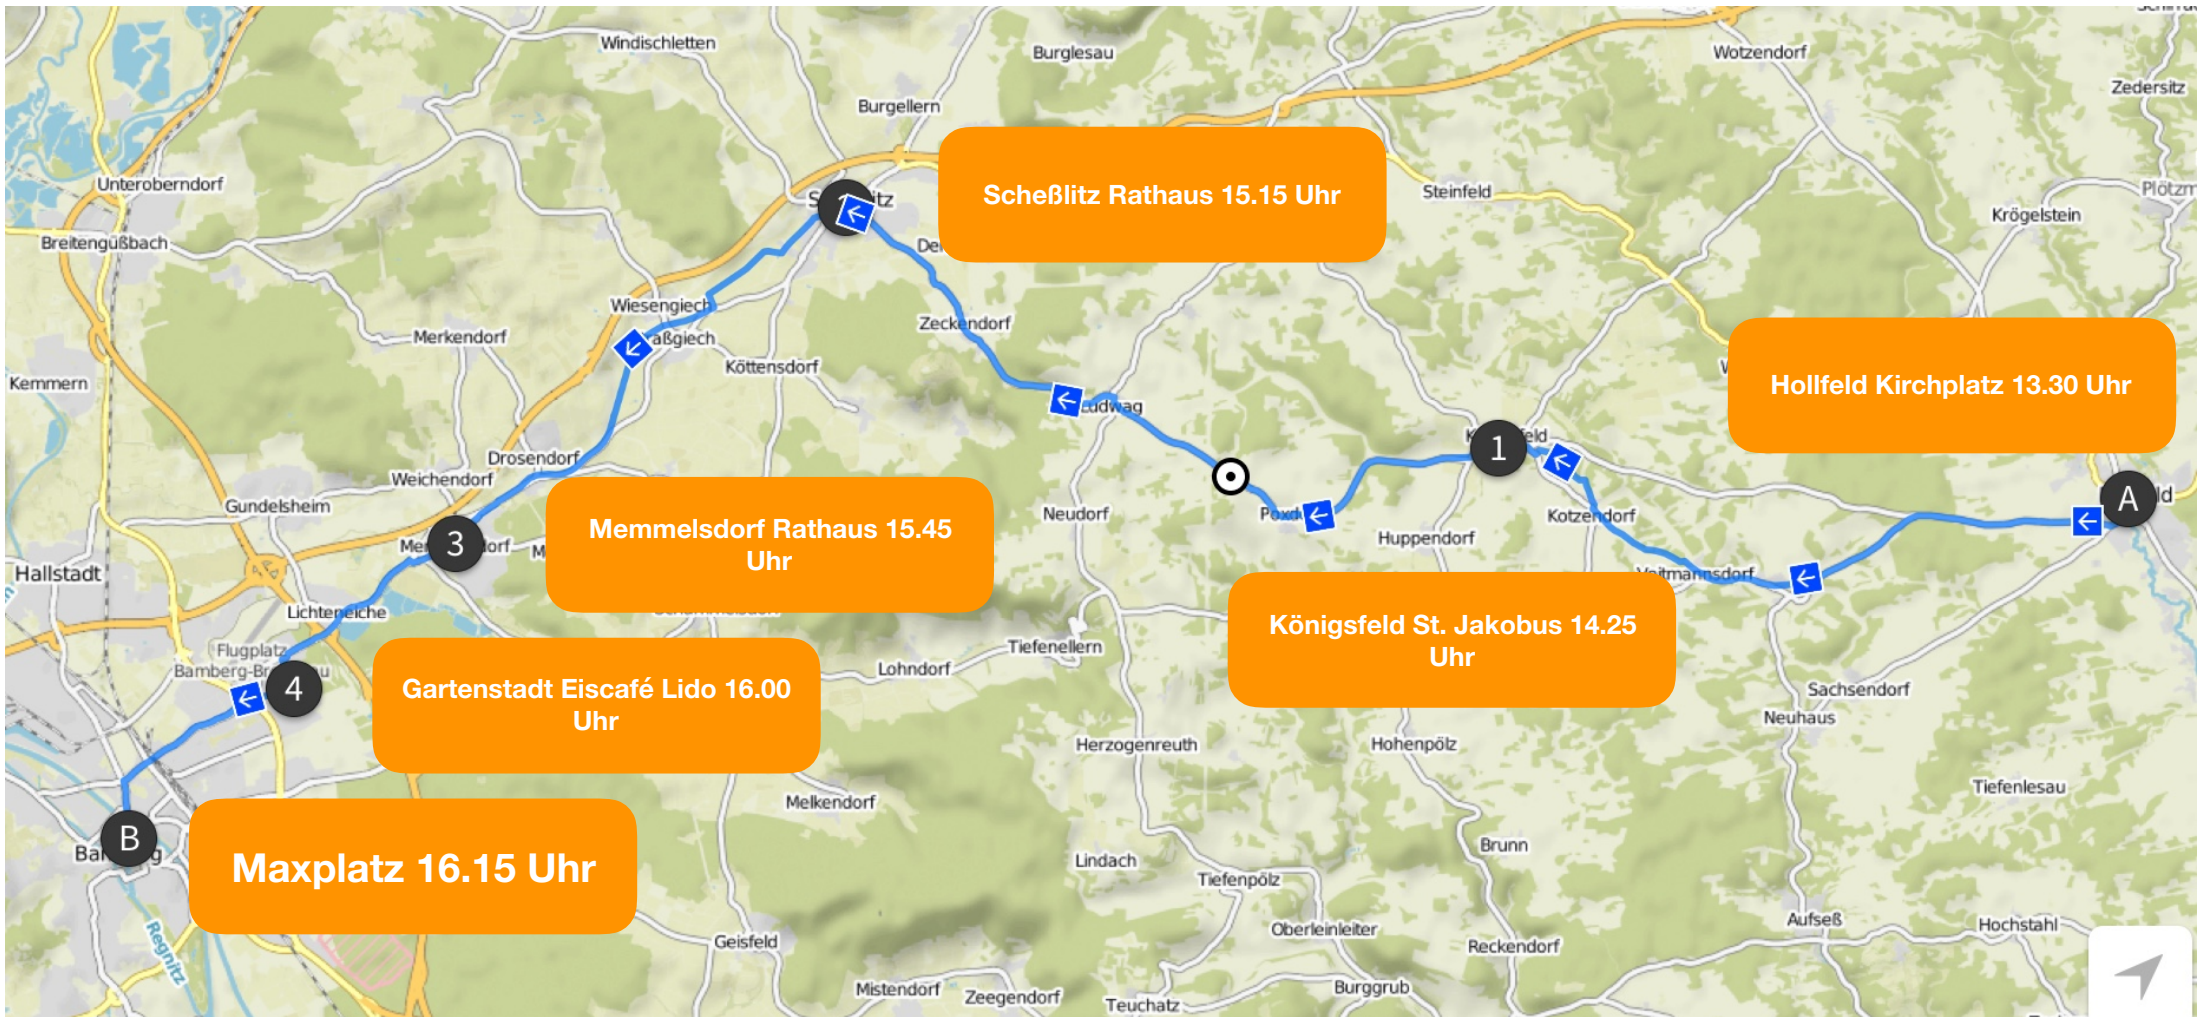 Windischletten
Burglesau
Wotzendorf
Zedersitz
Burgellern
Unteroberndorf
Scheßlitz Rathaus 15.15 Uhr
Steinfeld
Krögelstein
Breitengüßbach
Wiesengiech
Zeckendorf
Merkendorf
Köttensdorf
Kemmern
Hollfeld Kirchplatz 13.30 Uhr
Ludwag
1
Drosendorf
Weichendorf
Gundelsheim
A
Neudorf
Kotzendorf
Huppendorf
Memmelsdorf Rathaus 15.45
Uhr
3
Hallstadt
Voitmannsdorf
Lichteneiche
Königsfeld St. Jakobus 14.25
Uhr
Tiefenellern
Lohndorf
Flugplatz
4
Gartenstadt Eiscafé Lido 16.00
Uhr
Sachsendorf
Neuhaus
Herzogenreuth
Hohenpölz
Melkendorf
Tiefenlesau
B
Maxplatz 16.15 Uhr
Brunn
Lindach
Tiefenpölz
Aufseß
Hochstahl
Oberleinleiter
Geisfeld
Reckendorf
Regnitz
Mistendorf
Zeegendorf
Burggrub
Teuchatz